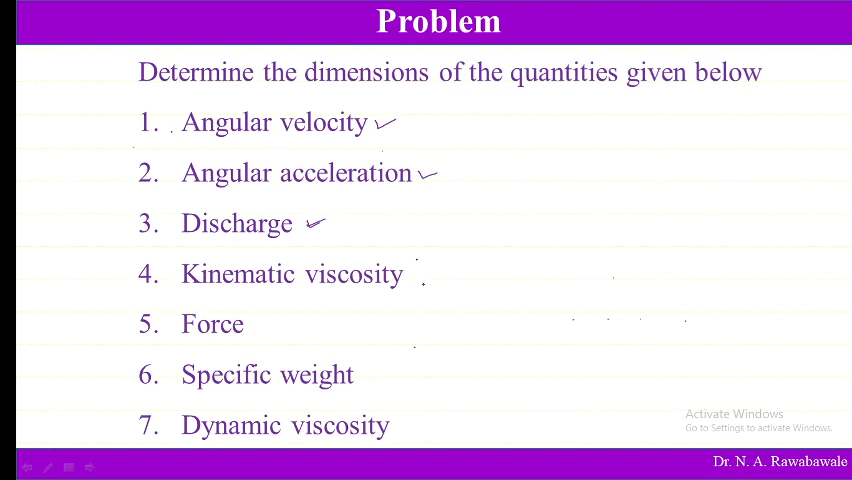 Problem
Determine the dimensions of the quantities given below
1. Angular velocity
2. Angular acceleration
3. Discharge
4. Kinematic viscosity
5. Force
6. Specific weight
7. Dynamic viscosity
Activate Windows
Go to Settings to activate Windows.
Dr. N. A. Rawabawale